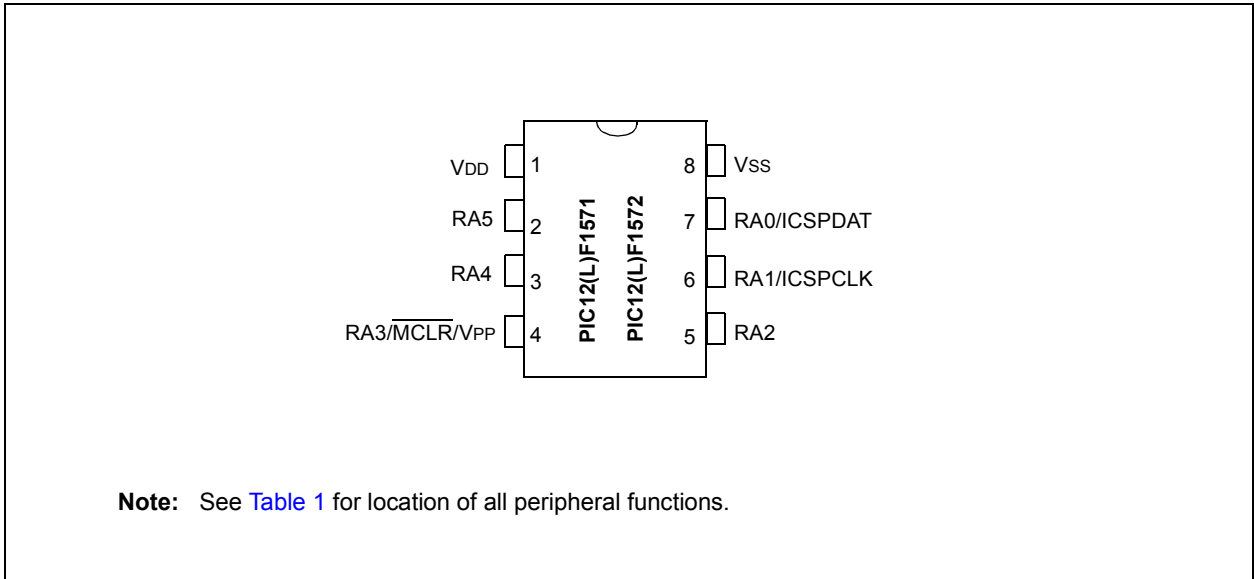 VDD 1
RA5 2
RA4 3
RA3/MCLR/VPP 4
PIC12(L)F1571
PIC12(L)F1572
8 VSS
7 RA0/ICSPDAT
6 RA1/ICSPCLK
5 RA2
Note: See Table 1 for location of all peripheral functions.